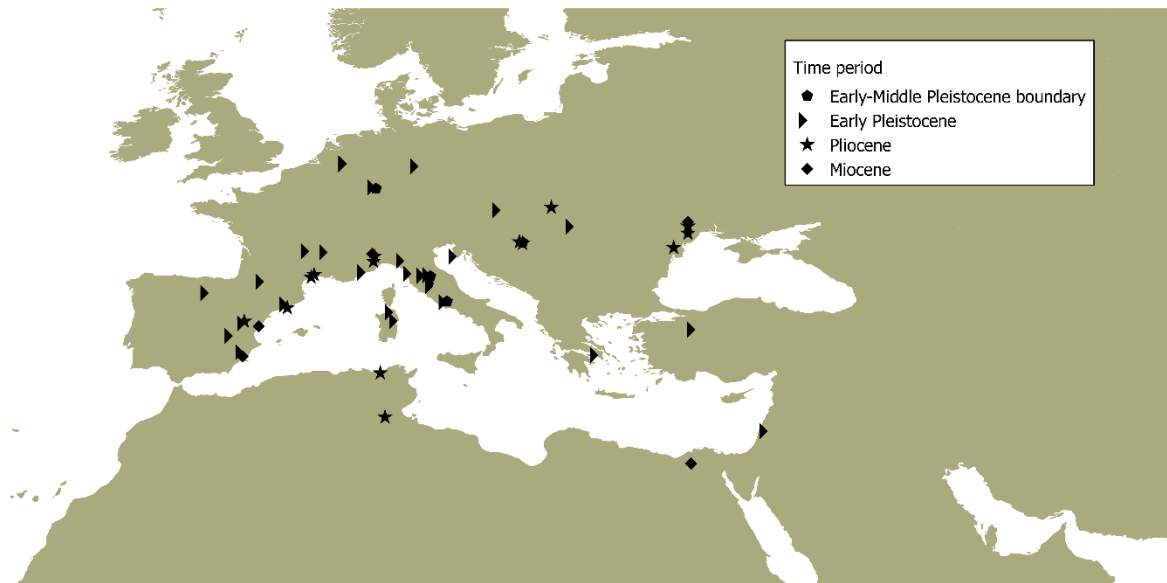 Time period
Early-Middle Pleistocene boundary
Early Pleistocene
Pliocene
Miocene